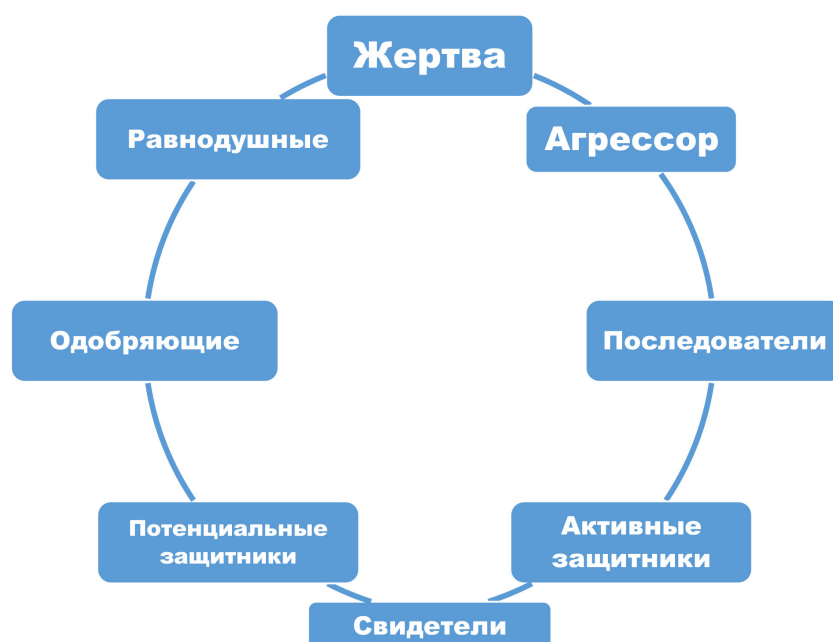 Жертва
Агрессор
Последователи
Активные
защитники
Свидетели
Потенциальные
защитники
Одобряющие
Равнодушные